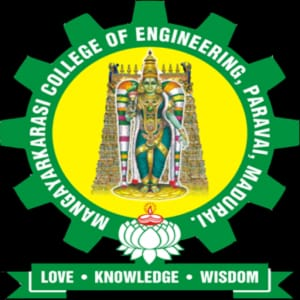 MANGAYARKARASI COLLEGE OF ENGINEERING, PARAVAI, MADURAI.
LOVE • KNOWLEDGE • WISDOM